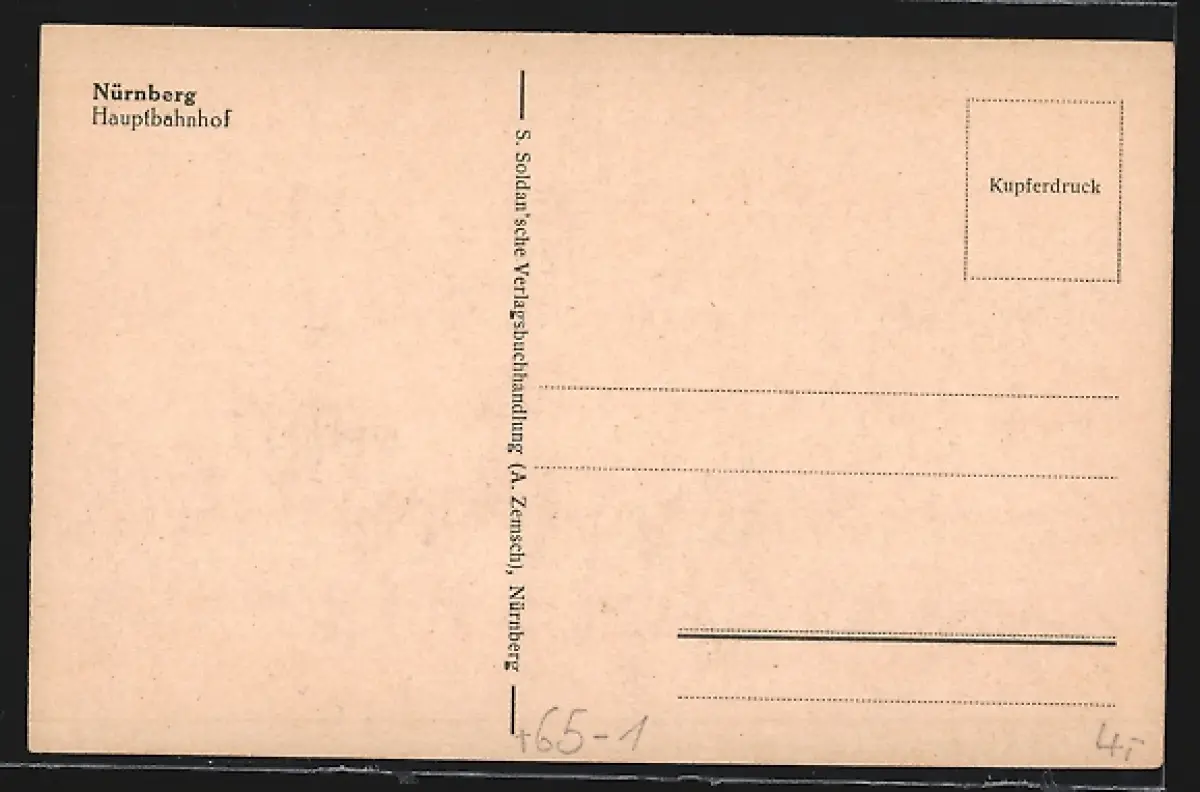 Nürnberg
Hauptbahnhof
S. Soldan'sche Verlagsbuchhandlung (A. Zemsch), Nürnberg
Kupferdruck
+65-1
4,-